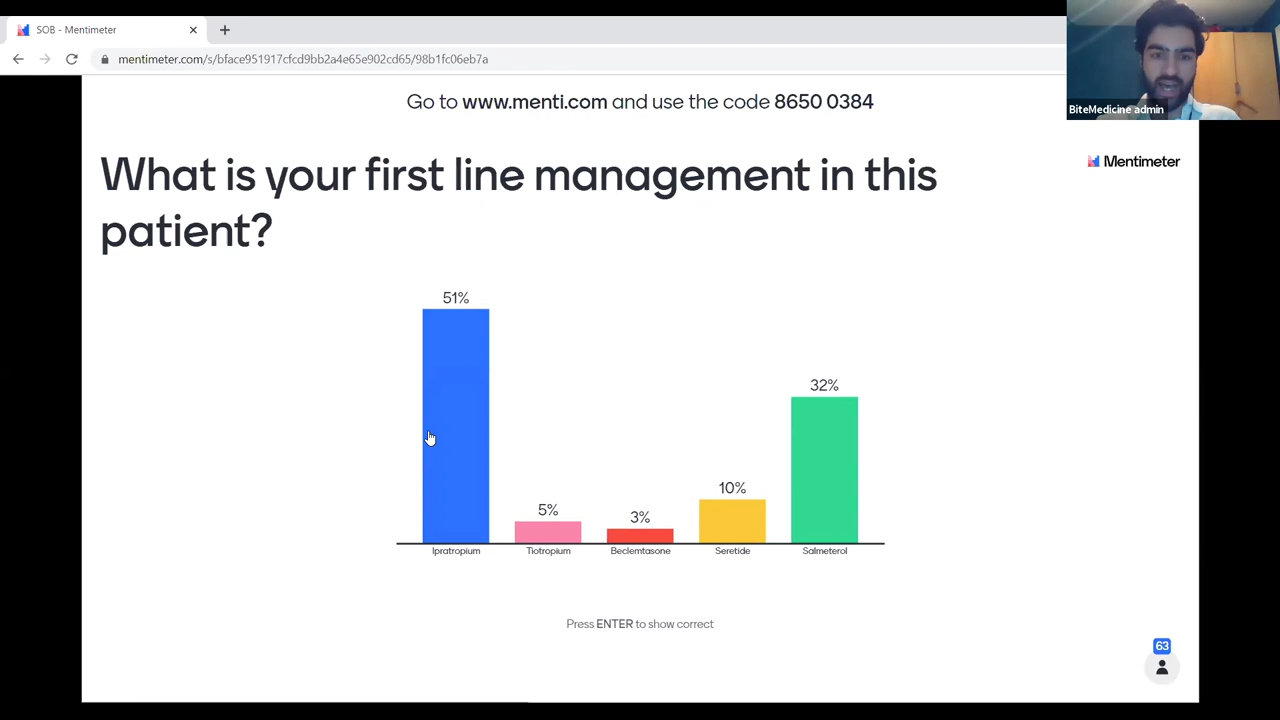 SOB - Mentimeter
mentimeter.com/s/bface951917cfcd9bb2a4e65e902cd65/98b1fc06eb7a
BiteMedicine admin
Go to www.menti.com and use the code 8650 0384
Mentimeter
What is your first line management in this
patient?
51%
5%
3%
10%
32%
Ipratropium
Tiotropium
Beclemtasone
Seretide
Salmeterol
Press ENTER to show correct
63